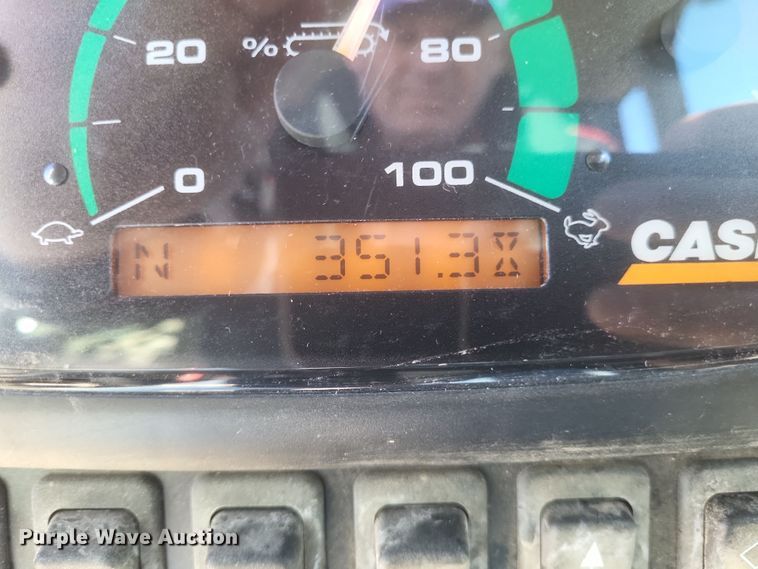 20 % 80
0 100
N 351.3
CAS
Purple Wave Auction